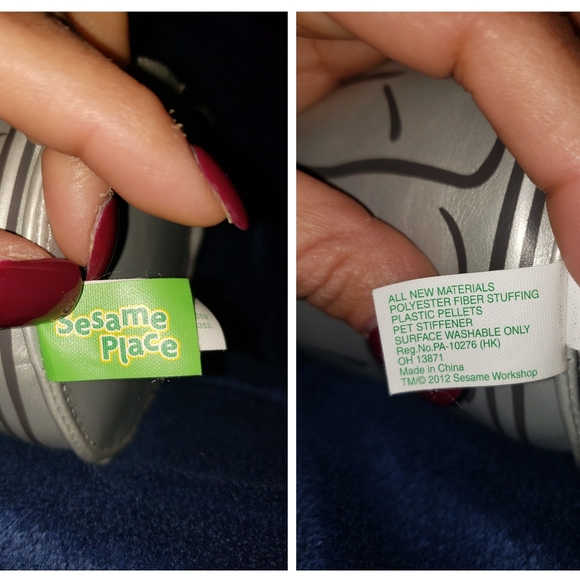 Sesame
Place
ALL NEW MATERIALS
POLYESTER FIBER STUFFING
PLASTIC PELLETS
PET STIFFENER
SURFACE WASHABLE ONLY
Reg.No.PA-10276 (HK)
OH 13871
Made in China
TM/© 2012 Sesame Workshop